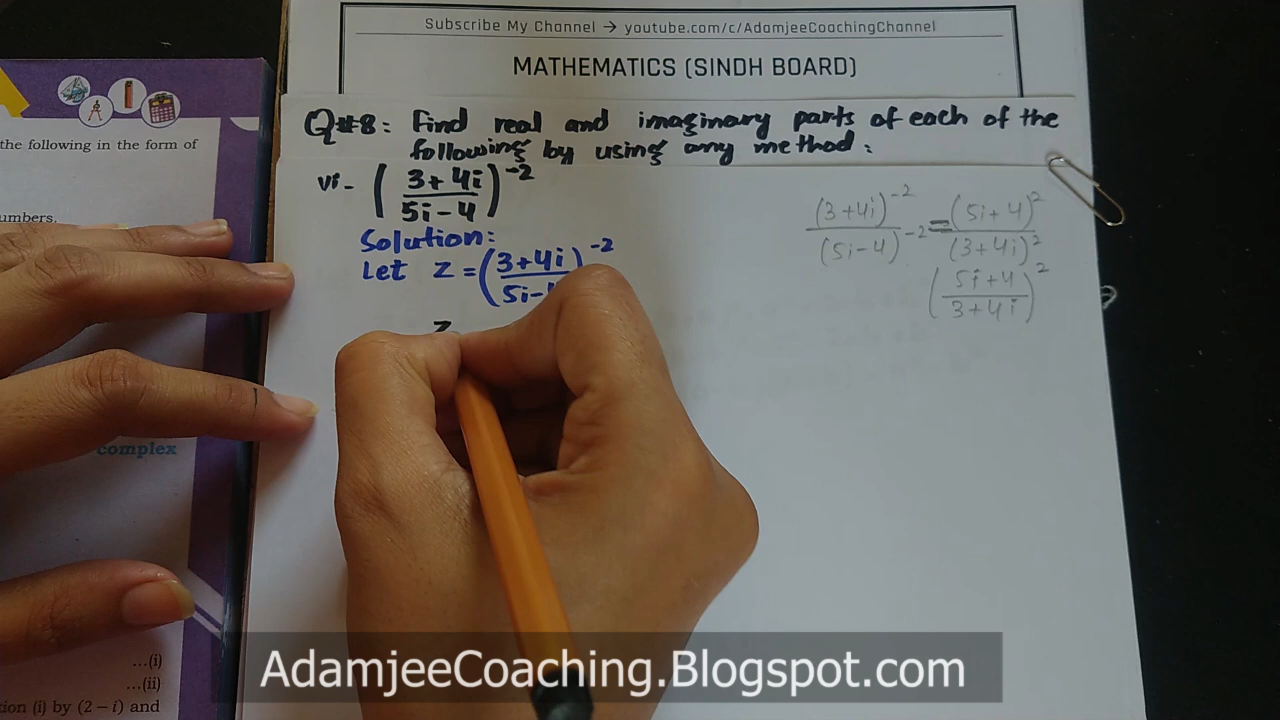 Subscribe My Channel → youtube.com/c/AdamjeeCoachingChannel
MATHEMATICS (SINDH BOARD)
Q#8: Find real and imaginary parts of each of the
following by using any method:
vi- ( 3+4i / 5i-4 )^-2
Solution:
Let Z = ( 3+4i / 5i-4
)^-2
Z
(3+4i)^-2 / (5i-4)^-2 = (5i+4)^2 / (3+4i)^2
( 5i+4 / 3+4i )^2
the following in the form of
umbers.
complex
...(i)
...(ii)
ion (i) by (2 – i) and
AdamjeeCoaching.Blogspot.com